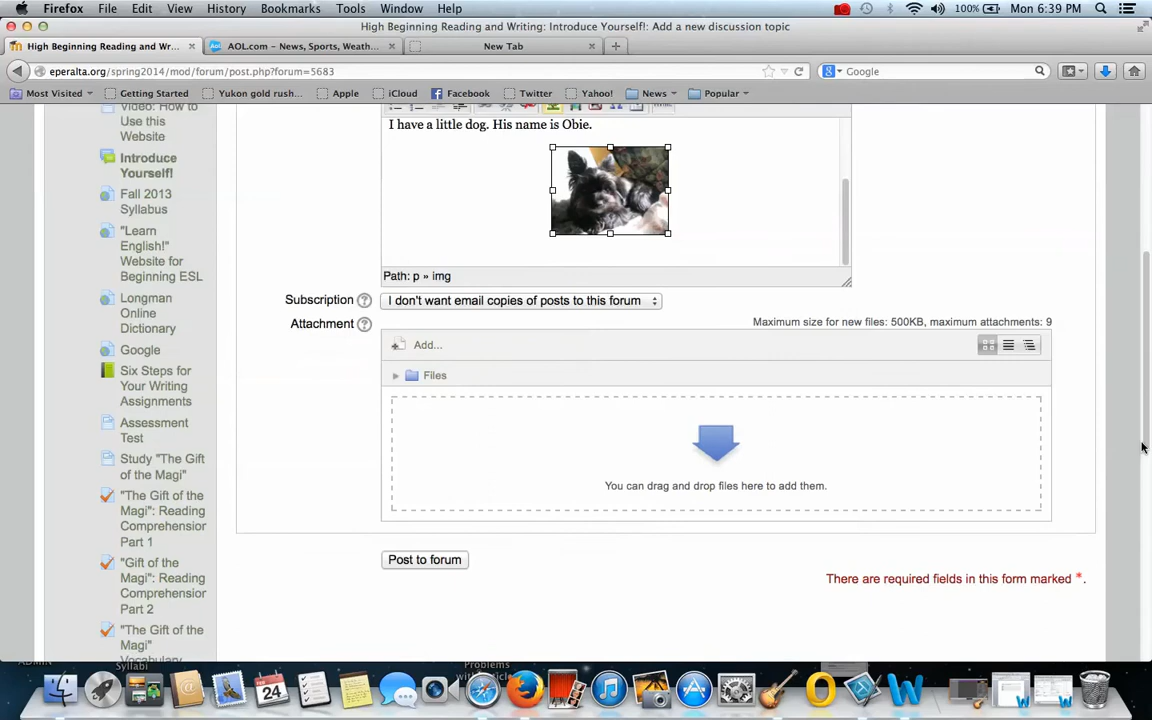 Firefox File Edit View History Bookmarks Tools Window Help 100% Mon 6:39 PM
High Beginning Reading and Writing: Introduce Yourself!: Add a new discussion topic
High Beginning Reading and Wr... × AOL.com – News, Sports, Weath... × New Tab × +
eperalta.org/spring2014/mod/forum/post.php?forum=5683 Google
Most Visited Getting Started Yukon gold rush... Apple iCloud Facebook Twitter Yahoo! News Popular
Video: How to
Use this
Website
Introduce
Yourself!
Fall 2013
Syllabus
"Learn
English!"
Website for
Beginning ESL
Longman
Online
Dictionary
Google
Six Steps for
Your Writing
Assignments
Assessment
Test
Study "The Gift of
the Magi"
"The Gift of the
Magi": Reading
Comprehension
Part 1
"Gift of the
Magi": Reading
Comprehension
Part 2
"The Gift of the
Magi"
Vocabulary
I have a little dog. His name is Obie.
Path: p » img
Subscription I don't want email copies of posts to this forum
Attachment Maximum size for new files: 500KB, maximum attachments: 9
Add...
Files
You can drag and drop files here to add them.
Post to forum
There are required fields in this form marked *.
ADMIN Syllabi Problems
FEB
24